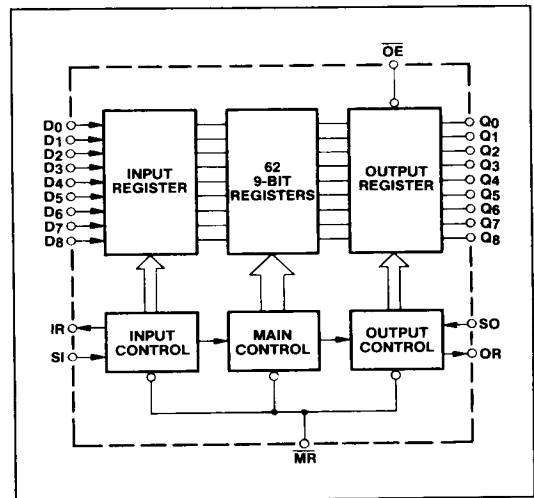 OE
D0
D1
D2
D3
D4
D5
D6
D7
D8
INPUT
REGISTER
62
9-BIT
REGISTERS
OUTPUT
REGISTER
Q0
Q1
Q2
Q3
Q4
Q5
Q6
Q7
Q8
IR
SI
INPUT
CONTROL
MAIN
CONTROL
OUTPUT
CONTROL
SO
OR
MR